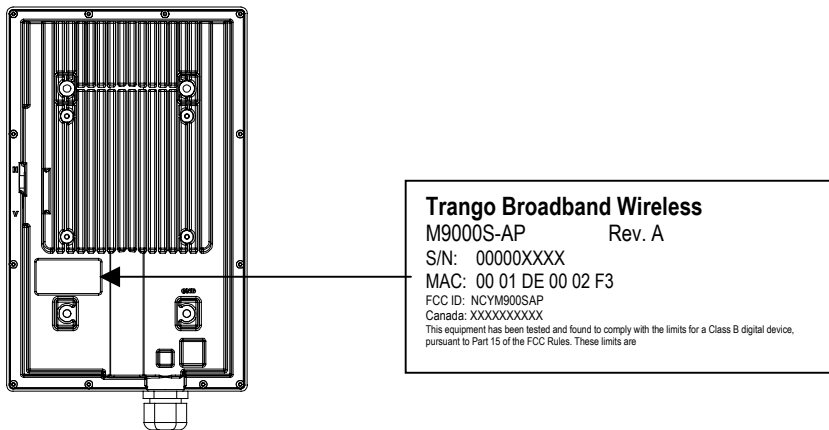 H
V
GND
Trango Broadband Wireless
M9000S-AP Rev. A
S/N: 00000XXXX
MAC: 00 01 DE 00 02 F3
FCC ID: NCYM900SAP
Canada: XXXXXXXXXX
This equipment has been tested and found to comply with the limits for a Class B digital device,
pursuant to Part 15 of the FCC Rules. These limits are